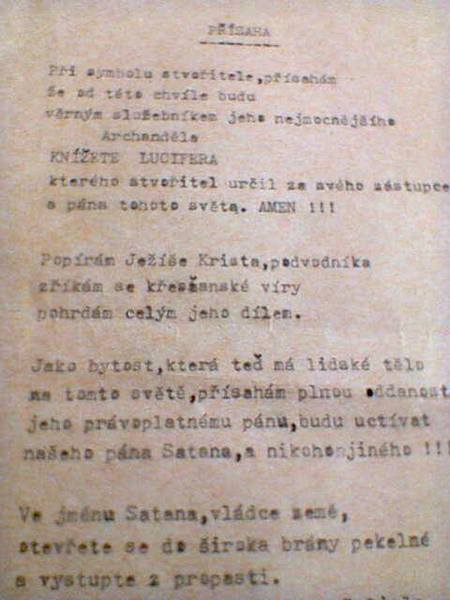 PŘÍSAHA
Při symbolu stvořitele,přísahám
že od této chvíle budu
věrným služebníkem jeho nejmocnějšího
Archanděla
KNÍŽETE LUCIFERA
kterého stvořitel určil za svého zástupce
a pána tohoto světa. AMEN !!!
Popírám Ježíše Krista,podvodníka
zříkám se křesťanské víry
pohrdám celým jeho dílem.
Jako bytost,která teď má lidské tělo
na tomto světě,přísahám plnou oddanost
jeho právoplatnému pánu,budu uctívat
našeho pána Satana,a nikohonjiného !!!
Ve jménu Satana,vládce země,
otevřete se do široka brány pekelné
a vystupte z propasti.